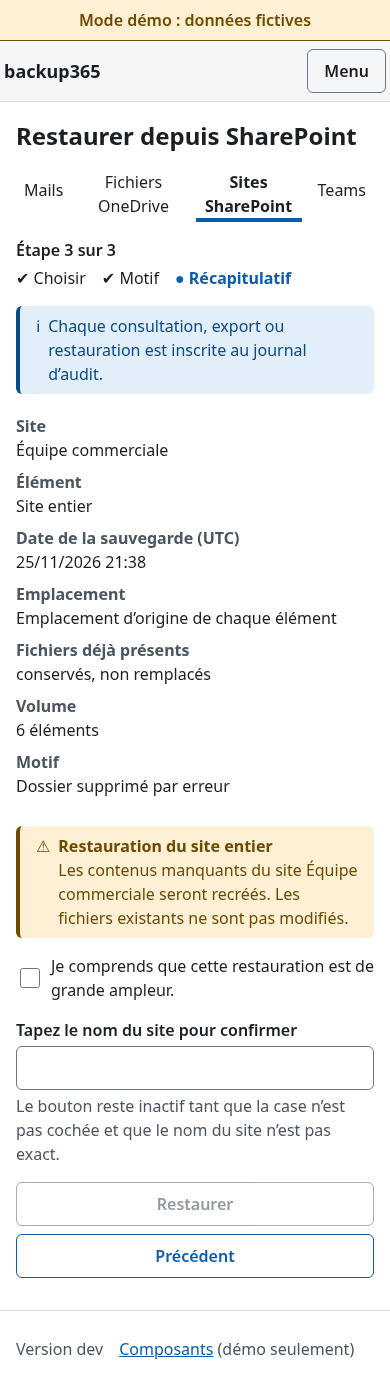 Mode démo : données fictives
backup365
Menu
Restaurer depuis SharePoint
Mails
Fichiers
OneDrive
Sites
SharePoint
Teams
Étape 3 sur 3
✔ Choisir ✔ Motif ● Récapitulatif
i Chaque consultation, export ou
restauration est inscrite au journal
d’audit.
Site
Équipe commerciale
Élément
Site entier
Date de la sauvegarde (UTC)
25/11/2026 21:38
Emplacement
Emplacement d’origine de chaque élément
Fichiers déjà présents
conservés, non remplacés
Volume
6 éléments
Motif
Dossier supprimé par erreur
⚠ Restauration du site entier
Les contenus manquants du site Équipe
commerciale seront recréés. Les
fichiers existants ne sont pas modifiés.
Je comprends que cette restauration est de
grande ampleur.
Tapez le nom du site pour confirmer
Le bouton reste inactif tant que la case n’est
pas cochée et que le nom du site n’est pas
exact.
Restaurer
Précédent
Version dev Composants (démo seulement)